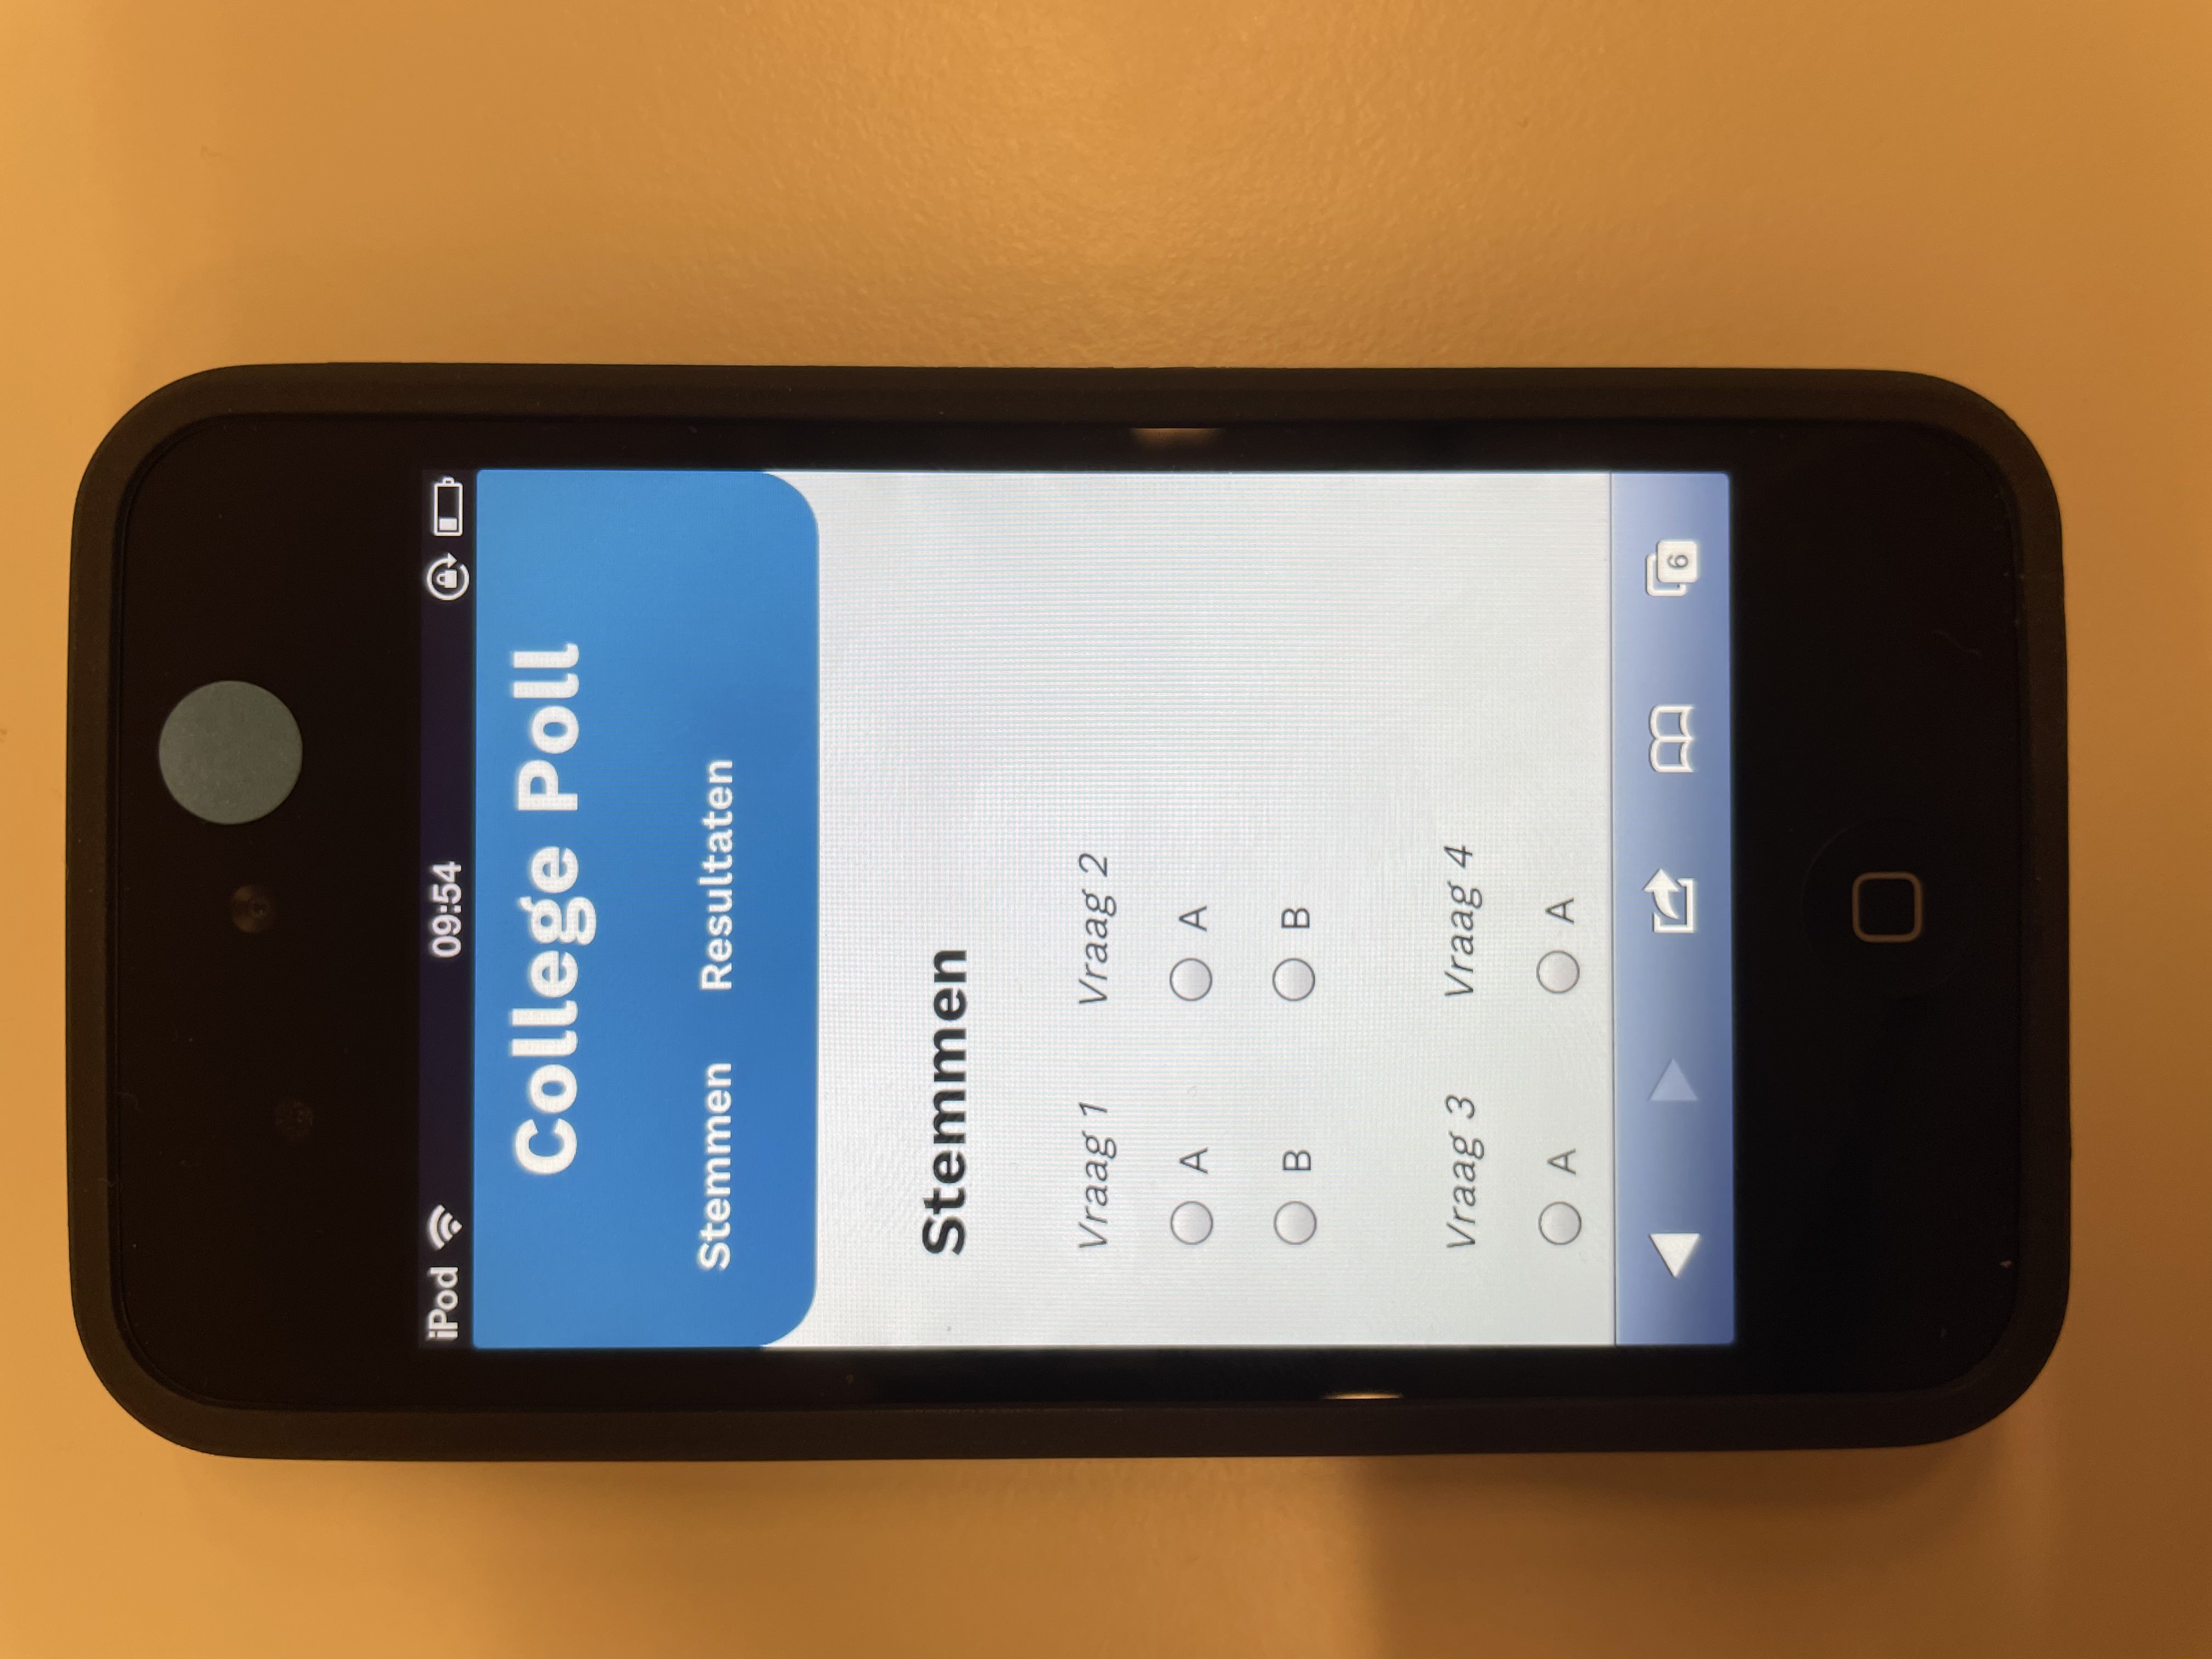 iPod 09:54
College Poll
Stemmen Resultaten
Stemmen
Vraag 1 Vraag 2
A A
B B
Vraag 3 Vraag 4
A A
6